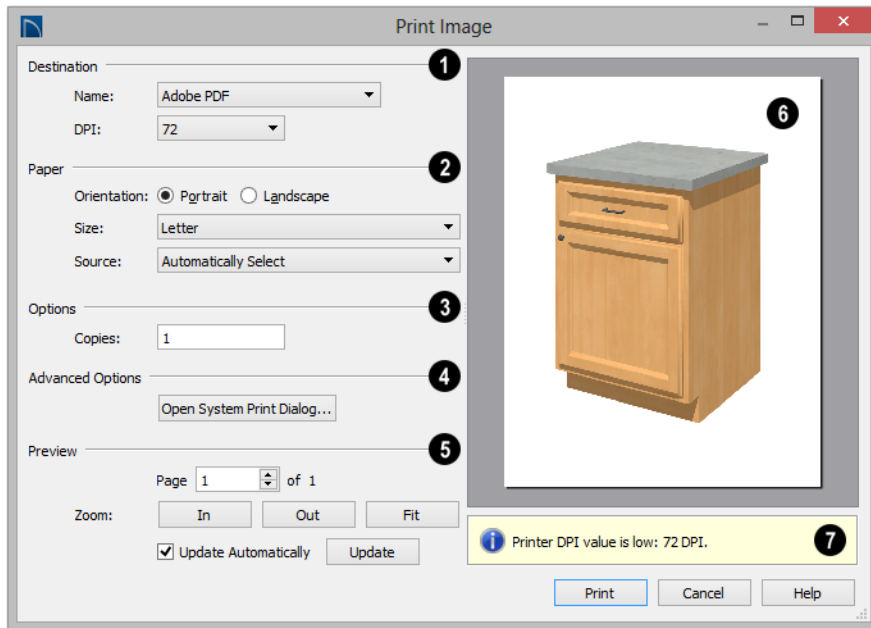 Print Image
Destination 1
Name: Adobe PDF
DPI: 72
Paper 2
Orientation: Portrait Landscape
Size: Letter
Source: Automatically Select
Options 3
Copies: 1
Advanced Options 4
Open System Print Dialog...
Preview 5
Page 1 of 1
Zoom: In Out Fit
Update Automatically Update
6
Printer DPI value is low: 72 DPI. 7
Print Cancel Help